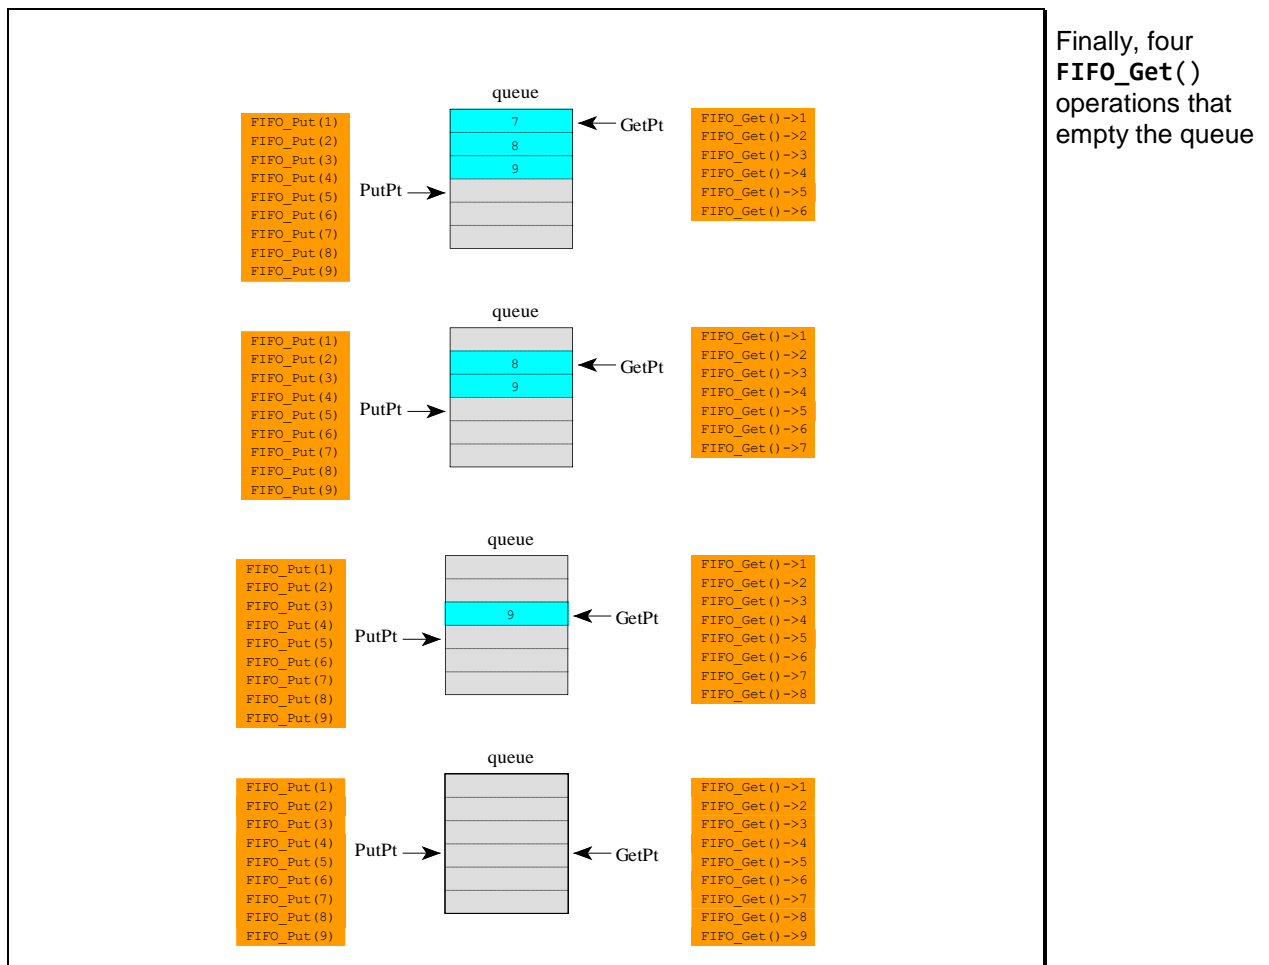 Finally, four
FIFO_Get()
operations that
empty the queue
queue
FIFO_Put(1)
FIFO_Put(2)
FIFO_Put(3)
FIFO_Put(4)
FIFO_Put(5)
FIFO_Put(6)
FIFO_Put(7)
FIFO_Put(8)
FIFO_Put(9)
PutPt
7
8
9
GetPt
FIFO_Get()->1
FIFO_Get()->2
FIFO_Get()->3
FIFO_Get()->4
FIFO_Get()->5
FIFO_Get()->6
queue
FIFO_Put(1)
FIFO_Put(2)
FIFO_Put(3)
FIFO_Put(4)
FIFO_Put(5)
FIFO_Put(6)
FIFO_Put(7)
FIFO_Put(8)
FIFO_Put(9)
PutPt
8
9
GetPt
FIFO_Get()->1
FIFO_Get()->2
FIFO_Get()->3
FIFO_Get()->4
FIFO_Get()->5
FIFO_Get()->6
FIFO_Get()->7
queue
FIFO_Put(1)
FIFO_Put(2)
FIFO_Put(3)
FIFO_Put(4)
FIFO_Put(5)
FIFO_Put(6)
FIFO_Put(7)
FIFO_Put(8)
FIFO_Put(9)
PutPt
9
GetPt
FIFO_Get()->1
FIFO_Get()->2
FIFO_Get()->3
FIFO_Get()->4
FIFO_Get()->5
FIFO_Get()->6
FIFO_Get()->7
FIFO_Get()->8
queue
FIFO_Put(1)
FIFO_Put(2)
FIFO_Put(3)
FIFO_Put(4)
FIFO_Put(5)
FIFO_Put(6)
FIFO_Put(7)
FIFO_Put(8)
FIFO_Put(9)
PutPt
GetPt
FIFO_Get()->1
FIFO_Get()->2
FIFO_Get()->3
FIFO_Get()->4
FIFO_Get()->5
FIFO_Get()->6
FIFO_Get()->7
FIFO_Get()->8
FIFO_Get()->9